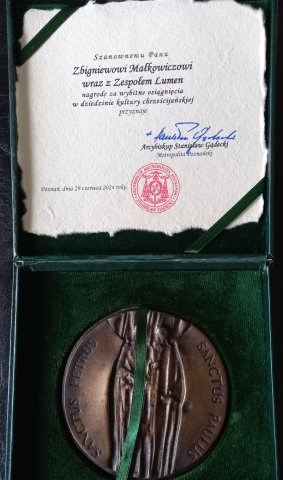 Szanownemu Panu
Zbigniewowi Małkowiczowi
wraz z Zespołem Lumen
nagrodę za wybitne osiągnięcia
w dziedzinie kultury chrześcijańskiej
przyznaje
Arcybiskup Stanisław Gądecki
Metropolita Poznański
Poznań, dnia 29 czerwca 2024 roku
SANCTUS PETRUS
SANCTUS PAULUS